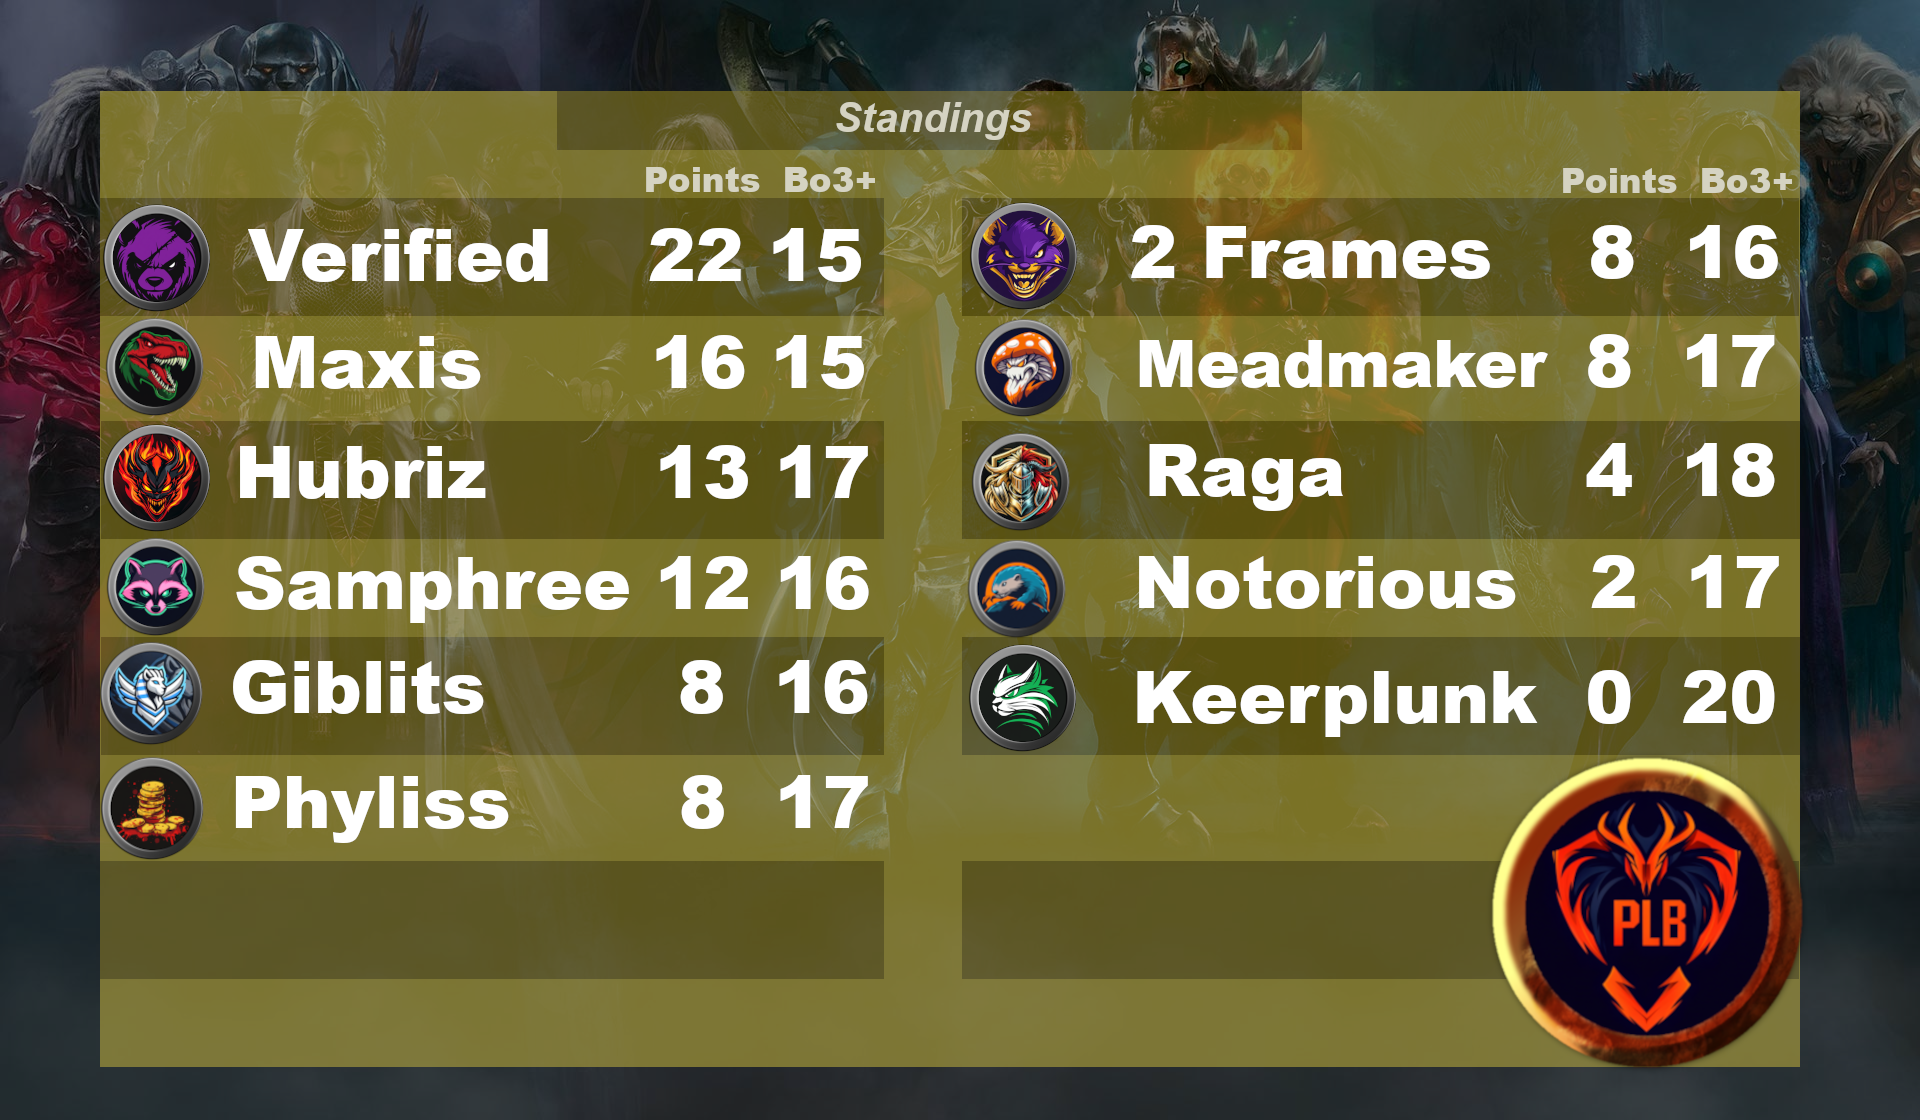 Standings
Points Bo3+
Verified 22 15
Maxis 16 15
Hubriz 13 17
Samphree 12 16
Giblits 8 16
Phyliss 8 17
Points Bo3+
2 Frames 8 16
Meadmaker 8 17
Raga 4 18
Notorious 2 17
Keerplunk 0 20
PLB